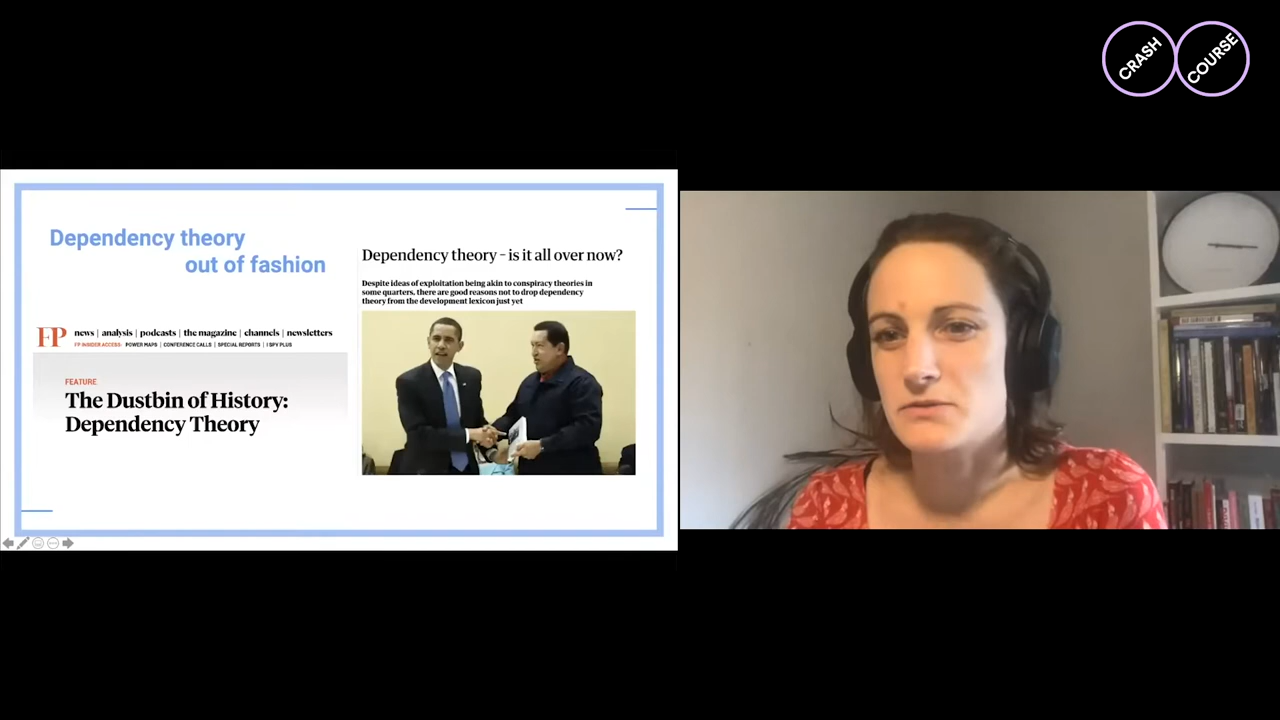 CRASH COURSE
Dependency theory
out of fashion
Dependency theory – is it all over now?
Despite ideas of exploitation being akin to conspiracy theories in
some quarters, there are good reasons not to drop dependency
theory from the development lexicon just yet
FP news | analysis | podcasts | the magazine | channels | newsletters
FP INSIDER ACCESS: POWER MAPS | CONFERENCE CALLS | SPECIAL REPORTS | I SPY PLUS
FEATURE
The Dustbin of History:
Dependency Theory